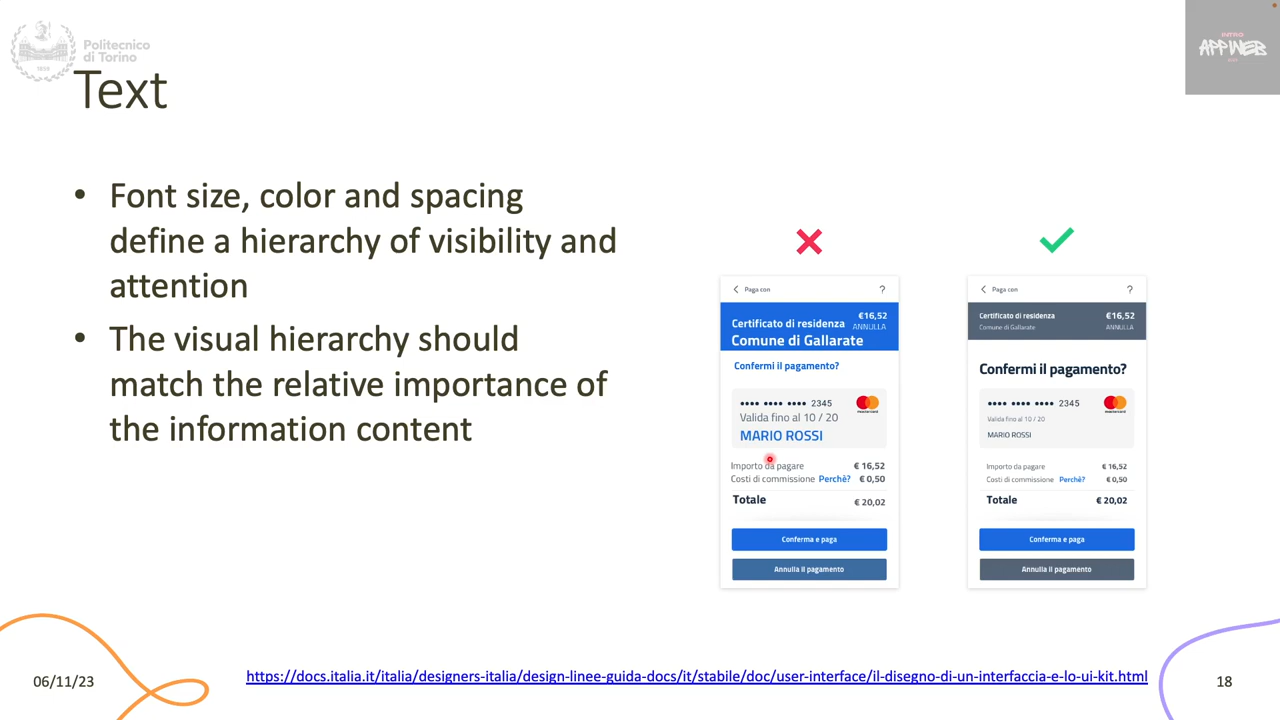 Politecnico
di Torino
1859
INTRO
APPWEB
Text
• Font size, color and spacing
define a hierarchy of visibility and
attention
• The visual hierarchy should
match the relative importance of
the information content
Paga con ?
Certificato di residenza €16,52
ANNULLA
Comune di Gallarate
Confermi il pagamento?
•••• •••• •••• 2345
mastercard
Valida fino al 10 / 20
MARIO ROSSI
Importo da pagare € 16,52
Costi di commissione Perchè? € 0,50
Totale € 20,02
Conferma e paga
Annulla il pagamento
Paga con ?
Certificato di residenza €16,52
Comune di Gallarate ANNULLA
Confermi il pagamento?
•••• •••• •••• 2345
mastercard
Valida fino al 10 / 20
MARIO ROSSI
Importo da pagare € 16,52
Costi di commissione Perchè? € 0,50
Totale € 20,02
Conferma e paga
Annulla il pagamento
06/11/23
https://docs.italia.it/italia/designers-italia/design-linee-guida-docs/it/stabile/doc/user-interface/il-disegno-di-un-interfaccia-e-lo-ui-kit.html
18